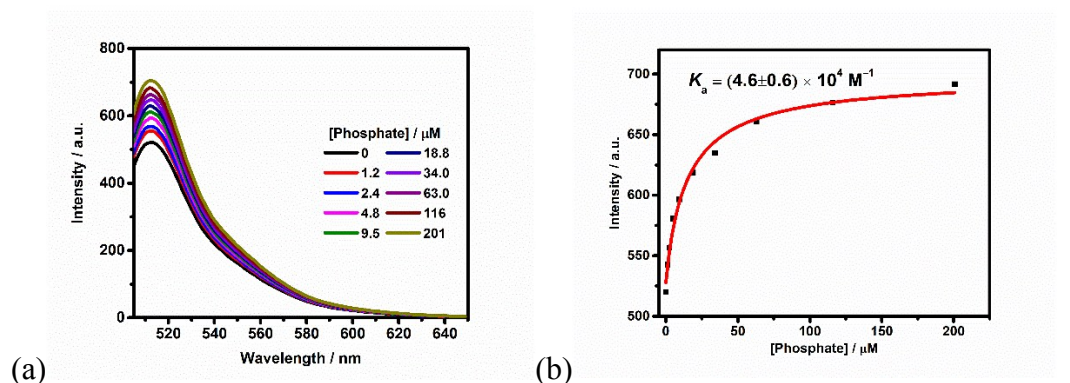 800
600
400
200
0
Intensity / a.u.
[Phosphate] / μM
0 18.8
1.2 34.0
2.4 63.0
4.8 116
9.5 201
520 540 560 580 600 620 640
Wavelength / nm
(a)
700
650
600
550
500
Intensity / a.u.
Ka = (4.6±0.6) × 10⁴ M⁻¹
0 50 100 150 200
[Phosphate] / μM
(b)